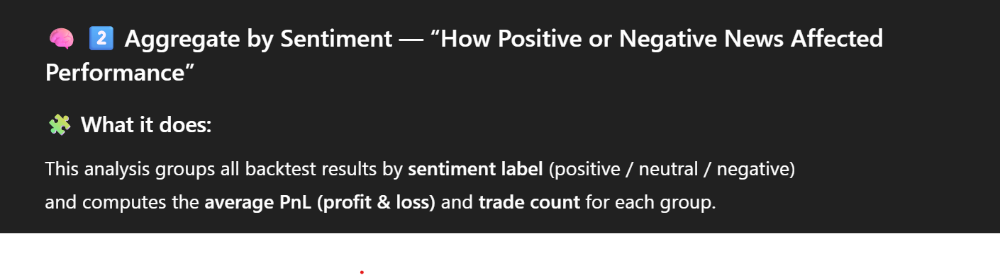 🧠 2️⃣ Aggregate by Sentiment — “How Positive or Negative News Affected
Performance”
🧩 What it does:
This analysis groups all backtest results by sentiment label (positive / neutral / negative)
and computes the average PnL (profit & loss) and trade count for each group.